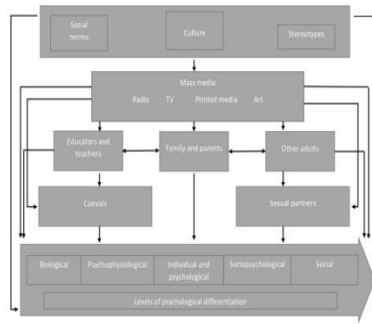 Social
norms
Culture
Stereotypes
Mass media
Radio TV Printed media Art
Educators and
teachers
Family and parents
Other adults
Coevals
Sexual partners
Biological
Psychophysiological
Individual and
psychological
Sociopsychological
Social
Levels of psychological differentiation